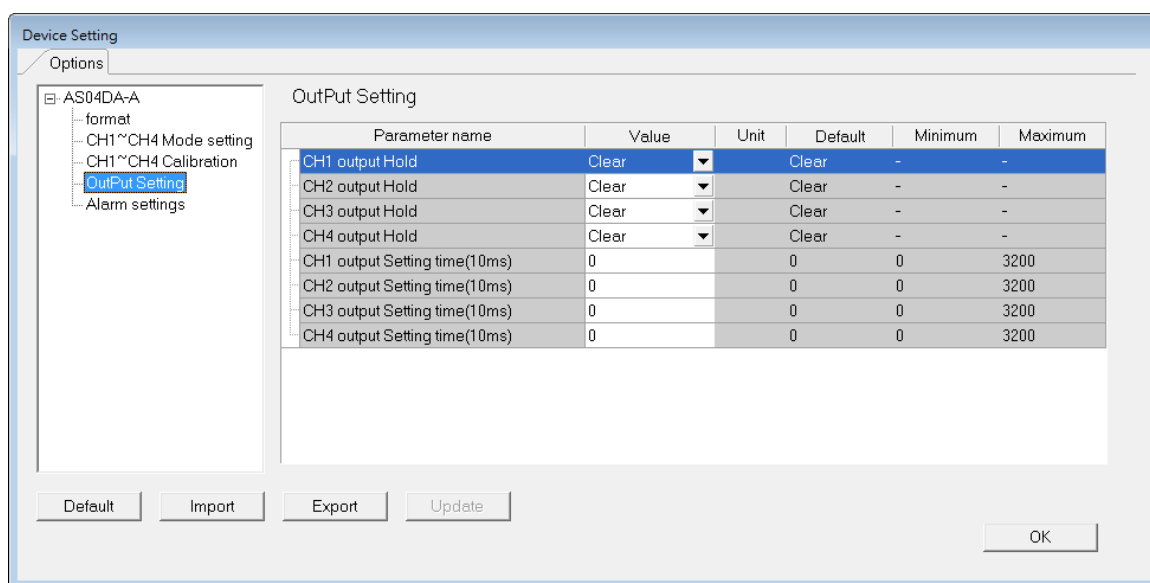 Device Setting
Options
AS04DA-A
format
CH1~CH4 Mode setting
CH1~CH4 Calibration
OutPut Setting
Alarm settings
OutPut Setting
Parameter name Value Unit Default Minimum Maximum
CH1 output Hold Clear Clear - -
CH2 output Hold Clear Clear - -
CH3 output Hold Clear Clear - -
CH4 output Hold Clear Clear - -
CH1 output Setting time(10ms) 0 0 0 3200
CH2 output Setting time(10ms) 0 0 0 3200
CH3 output Setting time(10ms) 0 0 0 3200
CH4 output Setting time(10ms) 0 0 0 3200
Default Import Export Update
OK